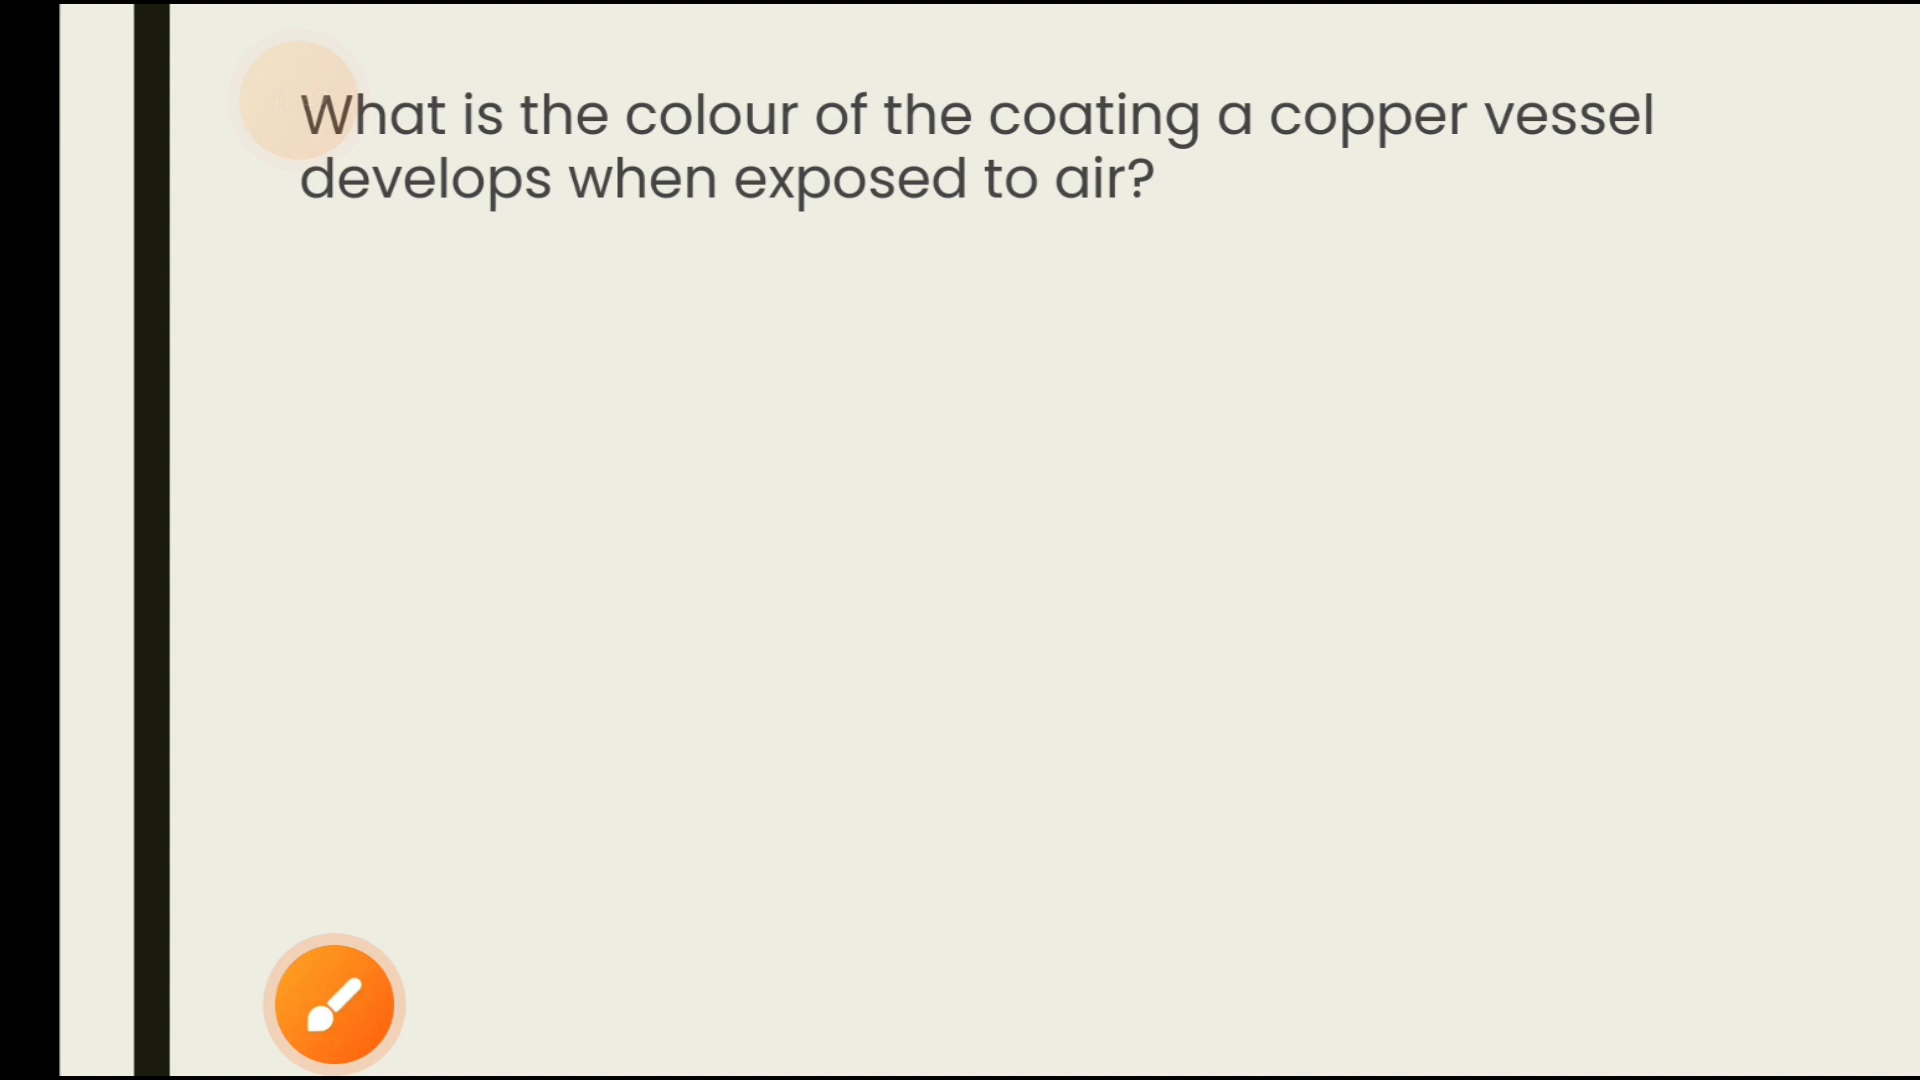 What is the colour of the coating a copper vessel
develops when exposed to air?